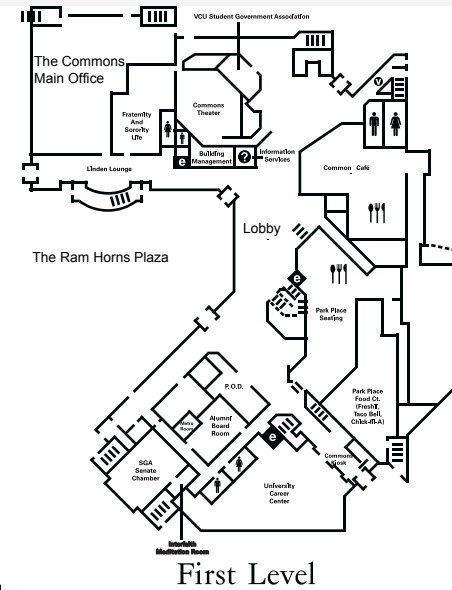 VCU Student Government Association
The Commons
Main Office
Fraternity
And
Sorority
Life
Commons
Theater
Building
Management
e
?
Information
Services
V
Common Café
Linden Lounge
Lobby
The Ram Horns Plaza
e
Park Place
Seating
P.O.D.
Park Place
Food Ct.
(Fresh!,
Taco Bell,
Chick-fil-A)
Metro
Room
Alumni
Board
Room
e
SGA
Senate
Chamber
Commons
Kiosk
University
Career
Center
Interfaith
Meditation Room
First Level